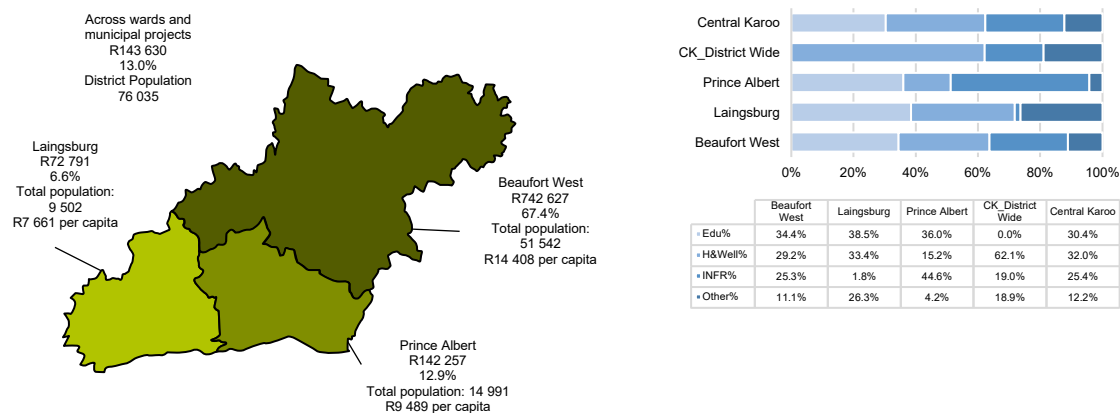 Across wards and
municipal projects
R143 630
13.0%
District Population
76 035
Laingsburg
R72 791
6.6%
Total population:
9 502
R7 661 per capita
Beaufort West
R742 627
67.4%
Total population:
51 542
R14 408 per capita
Prince Albert
R142 257
12.9%
Total population: 14 991
R9 489 per capita
Central Karoo
CK_District Wide
Prince Albert
Laingsburg
Beaufort West
0% 20% 40% 60% 80% 100%
Beaufort West Laingsburg Prince Albert CK_District Wide Central Karoo
Edu% 34.4% 38.5% 36.0% 0.0% 30.4%
H&Well% 29.2% 33.4% 15.2% 62.1% 32.0%
INFR% 25.3% 1.8% 44.6% 19.0% 25.4%
Other% 11.1% 26.3% 4.2% 18.9% 12.2%